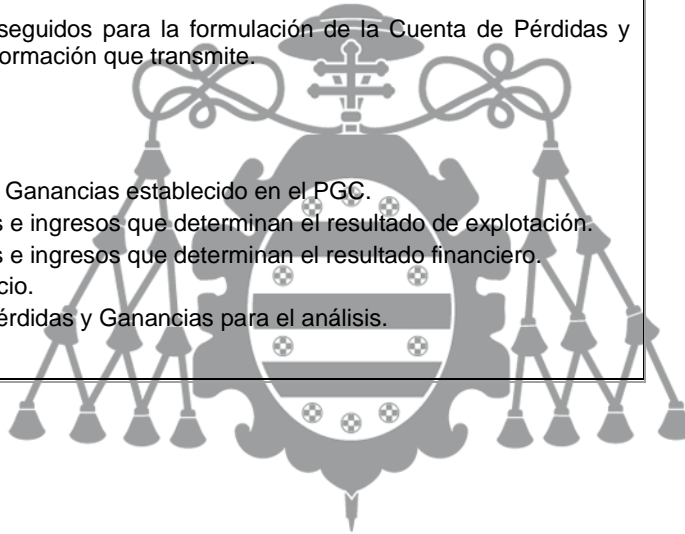 seguidos para la formulación de la Cuenta de Pérdidas y
ormación que transmite.
Ganancias establecido en el PGC.
s e ingresos que determinan el resultado de explotación.
s e ingresos que determinan el resultado financiero.
cio.
érdidas y Ganancias para el análisis.